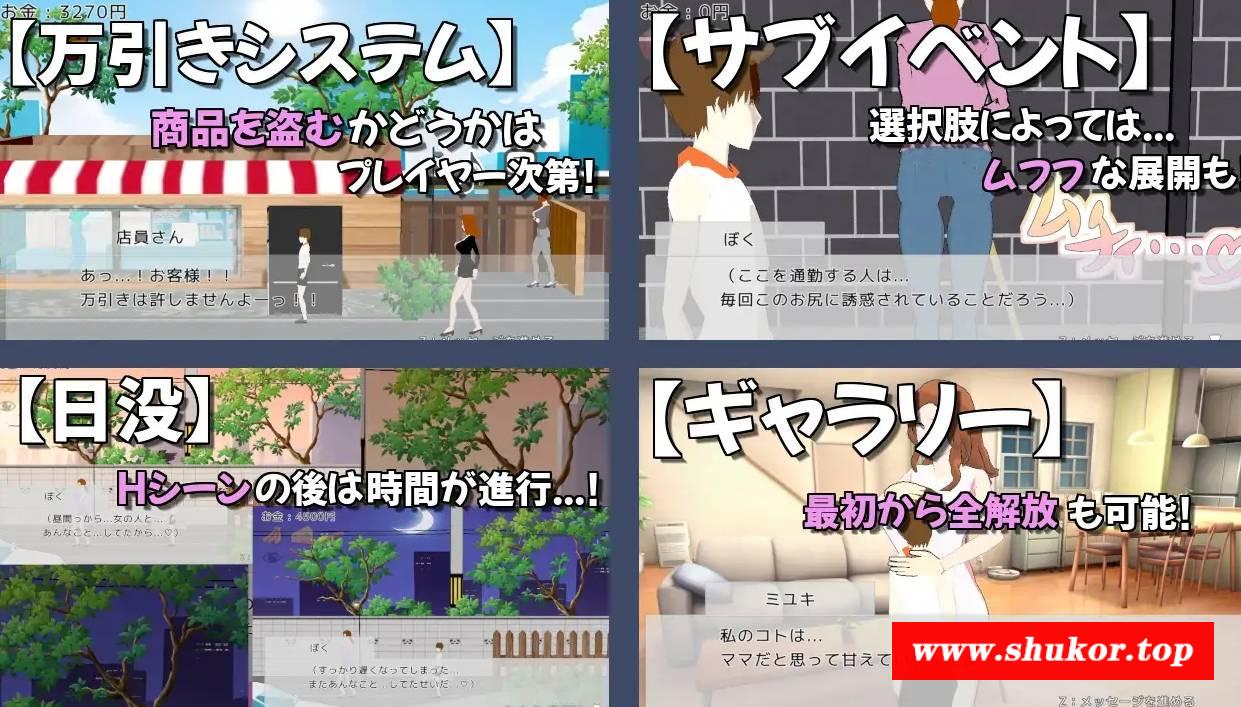 お金：3270円
【万引きシステム】
商品を盗むかどうかは
プレイヤー次第！
店員さん
あっ...！お客様！！
万引きは許しませんよーっ！！
お金：0円
【サブイベント】
選択肢によっては...
ムフフな展開も！
ムチ
ぼく
（ここを通勤する人は...
毎回このお尻に誘惑されていることだろう...）
【日没】
Hシーンの後は時間が進行...！
ぼく
（昼間っから...女の人と...
あんなこと...してたから...♡）
お金：4500円
ぼく
（すっかり遅くなってしまった...
またあんなこと...してたせいだ...♡）
【ギャラリー】
最初から全解放も可能！
ミユキ
私のコトは...
ママだと思って甘えて
www.shukor.top
Z：メッセージを進める